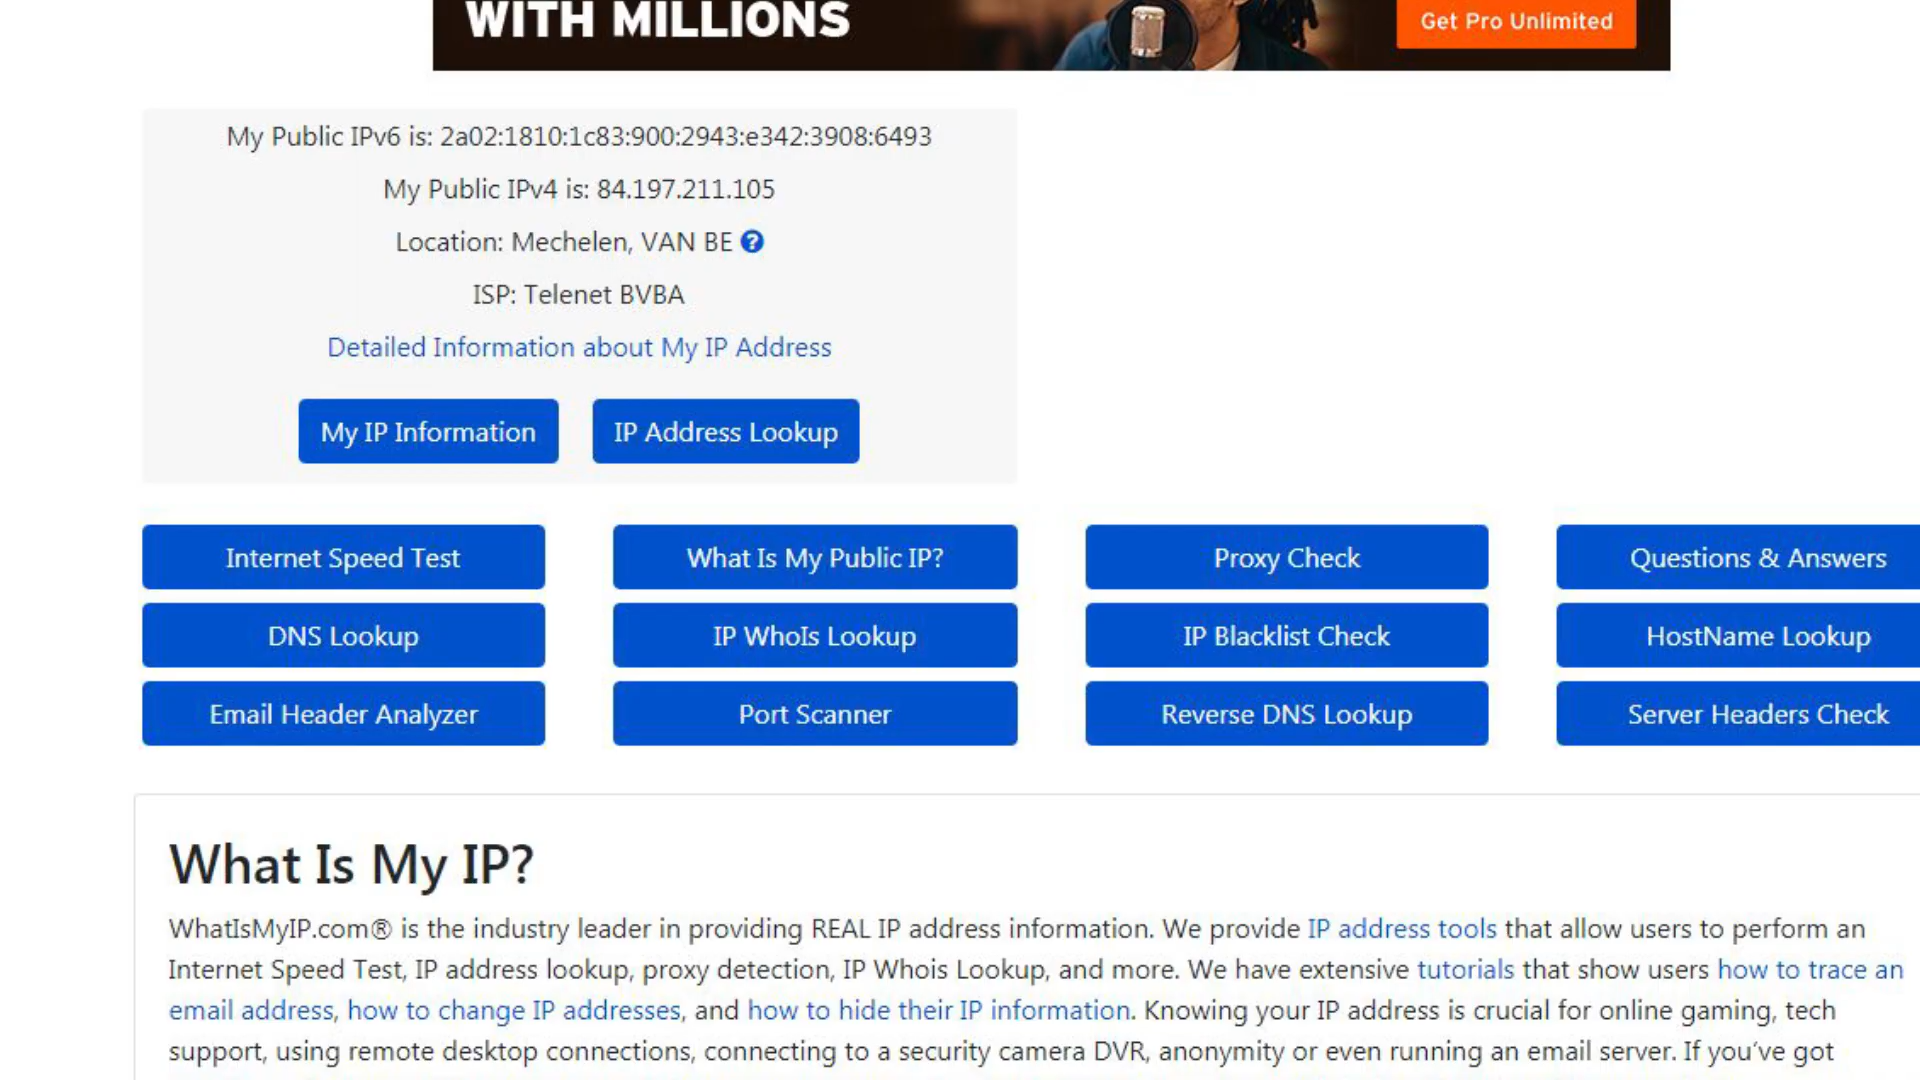 WITH MILLIONS
Get Pro Unlimited
My Public IPv6 is: 2a02:1810:1c83:900:2943:e342:3908:6493
My Public IPv4 is: 84.197.211.105
Location: Mechelen, VAN BE ?
ISP: Telenet BVBA
Detailed Information about My IP Address
My IP Information IP Address Lookup
Internet Speed Test What Is My Public IP? Proxy Check Questions & Answers
DNS Lookup IP WhoIs Lookup IP Blacklist Check HostName Lookup
Email Header Analyzer Port Scanner Reverse DNS Lookup Server Headers Check
What Is My IP?
WhatIsMyIP.com® is the industry leader in providing REAL IP address information. We provide IP address tools that allow users to perform an
Internet Speed Test, IP address lookup, proxy detection, IP Whois Lookup, and more. We have extensive tutorials that show users how to trace an
email address, how to change IP addresses, and how to hide their IP information. Knowing your IP address is crucial for online gaming, tech
support, using remote desktop connections, connecting to a security camera DVR, anonymity or even running an email server. If you've got